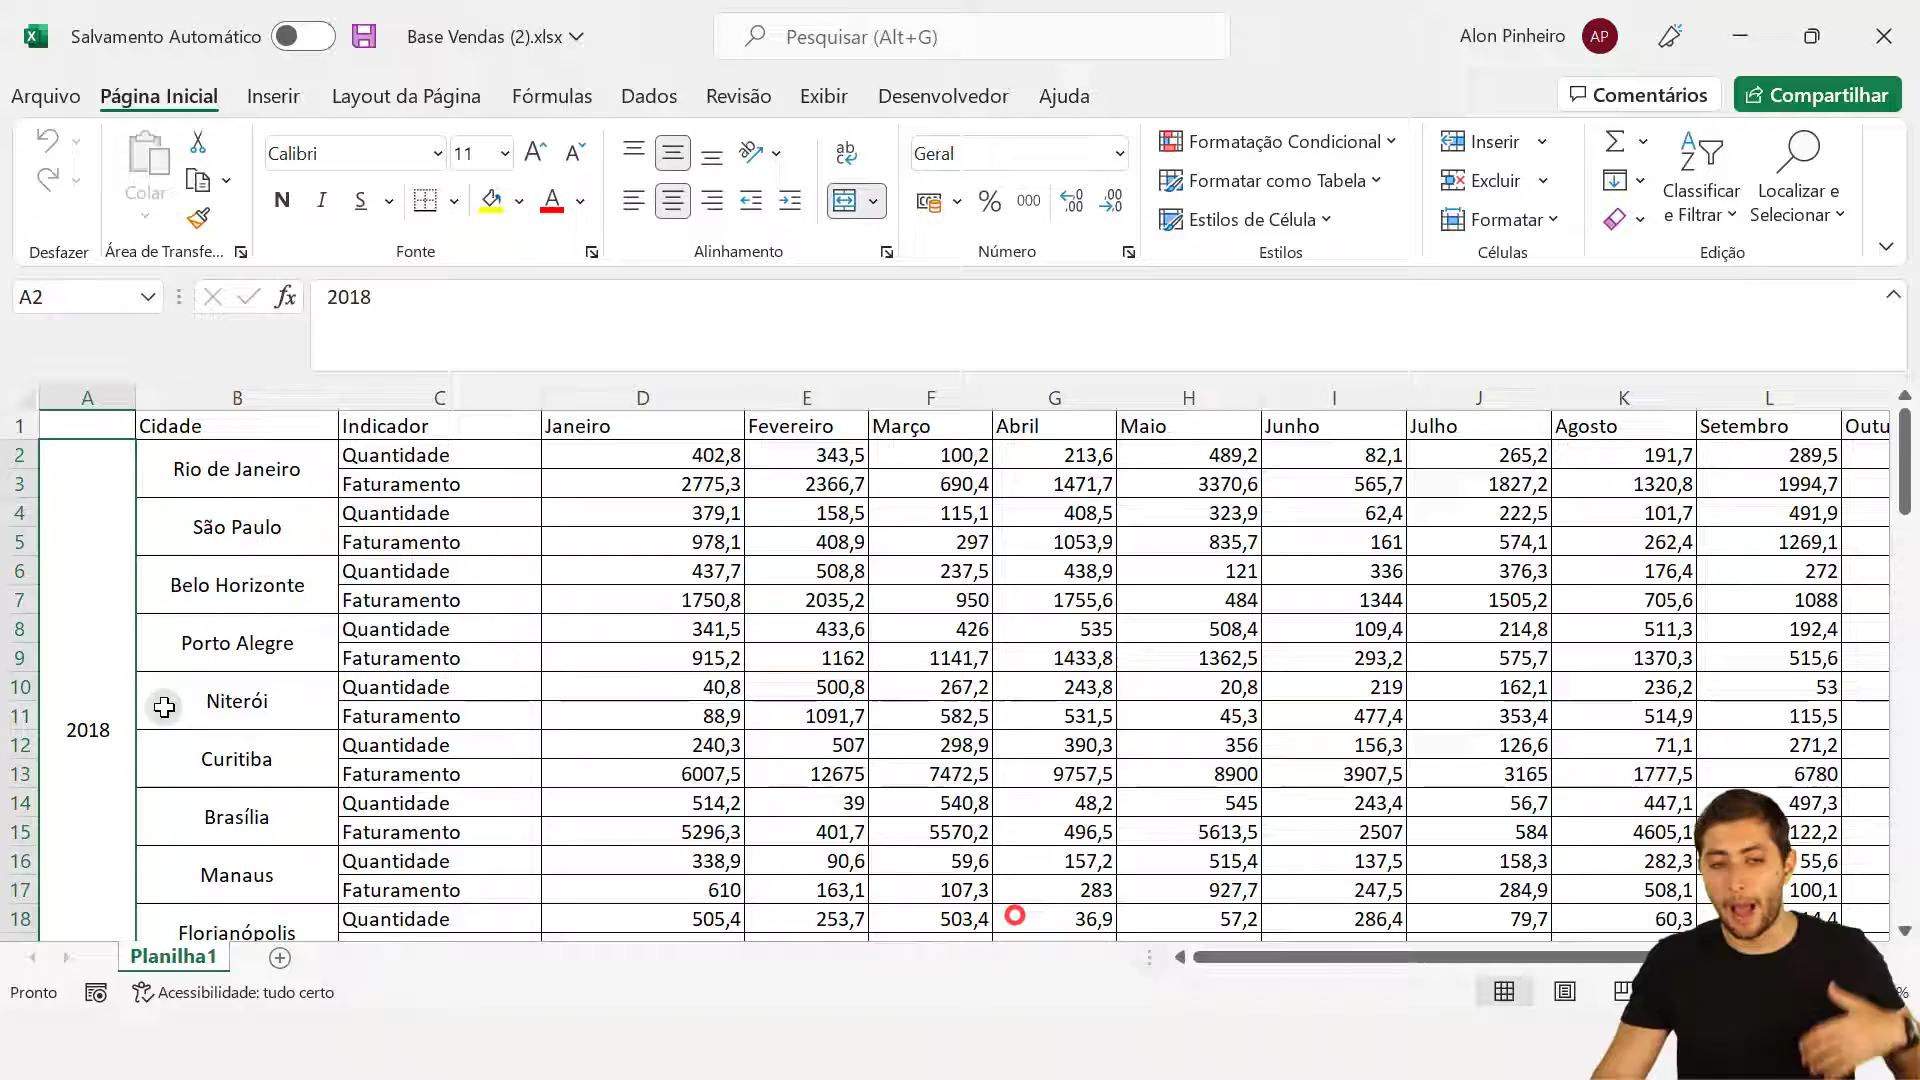 Salvamento Automático
Base Vendas (2).xlsx
Pesquisar (Alt+G)
Alon Pinheiro
AP
Arquivo Página Inicial Inserir Layout da Página Fórmulas Dados Revisão Exibir Desenvolvedor Ajuda
Comentários
Compartilhar
Desfazer
Colar
Área de Transfe...
Calibri 11
N I S
Fonte
ab
Alinhamento
Geral
% 000
Número
Formatação Condicional
Formatar como Tabela
Estilos de Célula
Estilos
Inserir
Excluir
Formatar
Células
Classificar
e Filtrar
Localizar e
Selecionar
Edição
A2
fx
2018
A B C D E F G H I J K L
1 Cidade Indicador Janeiro Fevereiro Março Abril Maio Junho Julho Agosto Setembro Outu
2 Rio de Janeiro Quantidade 402,8 343,5 100,2 213,6 489,2 82,1 265,2 191,7 289,5
3 Faturamento 2775,3 2366,7 690,4 1471,7 3370,6 565,7 1827,2 1320,8 1994,7
4 São Paulo Quantidade 379,1 158,5 115,1 408,5 323,9 62,4 222,5 101,7 491,9
5 Faturamento 978,1 408,9 297 1053,9 835,7 161 574,1 262,4 1269,1
6 Belo Horizonte Quantidade 437,7 508,8 237,5 438,9 121 336 376,3 176,4 272
7 Faturamento 1750,8 2035,2 950 1755,6 484 1344 1505,2 705,6 1088
8 Porto Alegre Quantidade 341,5 433,6 426 535 508,4 109,4 214,8 511,3 192,4
9 Faturamento 915,2 1162 1141,7 1433,8 1362,5 293,2 575,7 1370,3 515,6
10 Niterói Quantidade 40,8 500,8 267,2 243,8 20,8 219 162,1 236,2 53
11 2018 Faturamento 88,9 1091,7 582,5 531,5 45,3 477,4 353,4 514,9 115,5
12 Curitiba Quantidade 240,3 507 298,9 390,3 356 156,3 126,6 71,1 271,2
13 Faturamento 6007,5 12675 7472,5 9757,5 8900 3907,5 3165 1777,5 6780
14 Brasília Quantidade 514,2 39 540,8 48,2 545 243,4 56,7 447,1 497,3
15 Faturamento 5296,3 401,7 5570,2 496,5 5613,5 2507 584 4605,1 122,2
16 Manaus Quantidade 338,9 90,6 59,6 157,2 515,4 137,5 158,3 282,3 55,6
17 Faturamento 610 163,1 107,3 283 927,7 247,5 284,9 508,1 100,1
18 Florianópolis Quantidade 505,4 253,7 503,4 36,9 57,2 286,4 79,7 60,3
Planilha1
Pronto
Acessibilidade: tudo certo
%